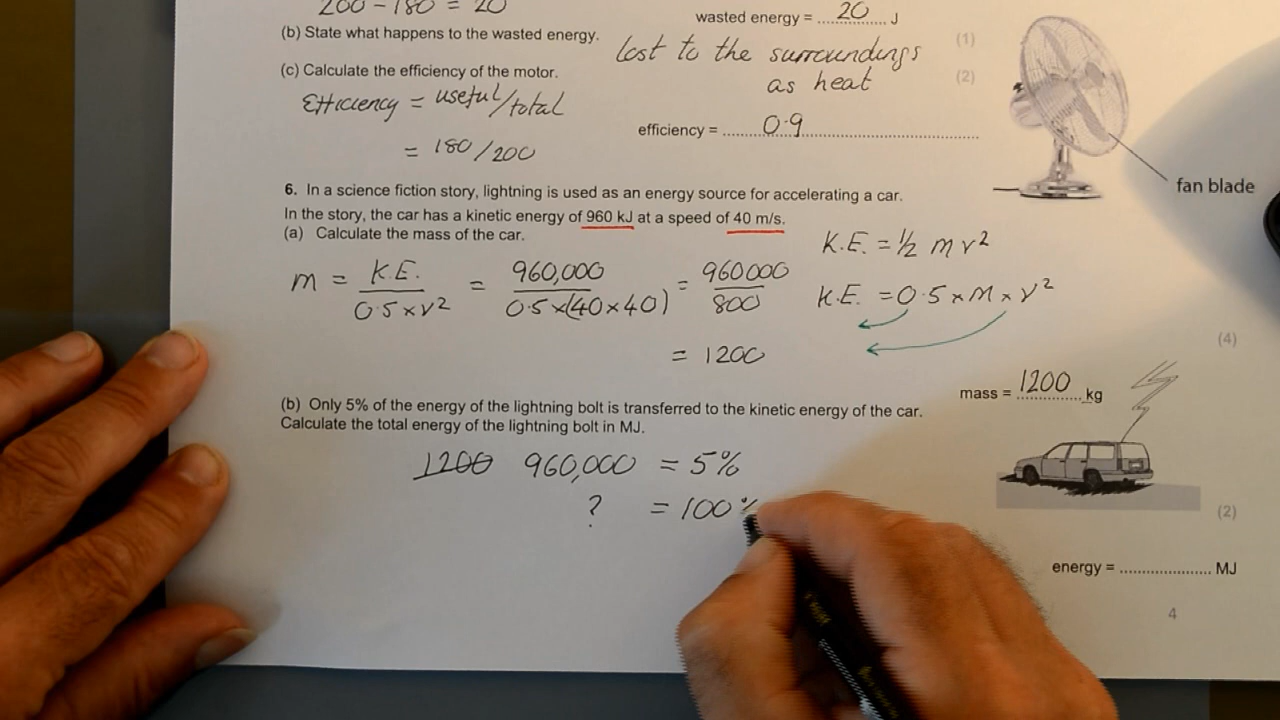 200 - 180 = 20
wasted energy = ....20.... J
(b) State what happens to the wasted energy.
(1)
lost to the surroundings
as heat
(c) Calculate the efficiency of the motor.
(2)
Efficiency = useful/total
= 180/200
efficiency = ....0.9....
fan blade
6. In a science fiction story, lightning is used as an energy source for accelerating a car.
In the story, the car has a kinetic energy of 960 kJ at a speed of 40 m/s.
(a) Calculate the mass of the car.
K.E. = ½ m v²
m = K.E. / 0.5 x v² = 960,000 / 0.5 x (40 x 40) = 960000 / 800
K.E. = 0.5 x m x v²
= 1200
(4)
mass = ....1200.... kg
(b) Only 5% of the energy of the lightning bolt is transferred to the kinetic energy of the car.
Calculate the total energy of the lightning bolt in MJ.
1200 960,000 = 5%
? = 100%
(2)
energy = .................... MJ
4